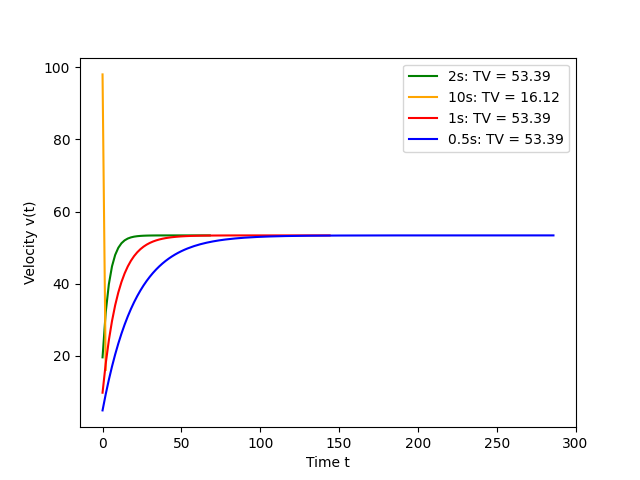 2s: TV = 53.39
10s: TV = 16.12
1s: TV = 53.39
0.5s: TV = 53.39
100
80
60
40
20
Velocity v(t)
0 50 100 150 200 250 300
Time t